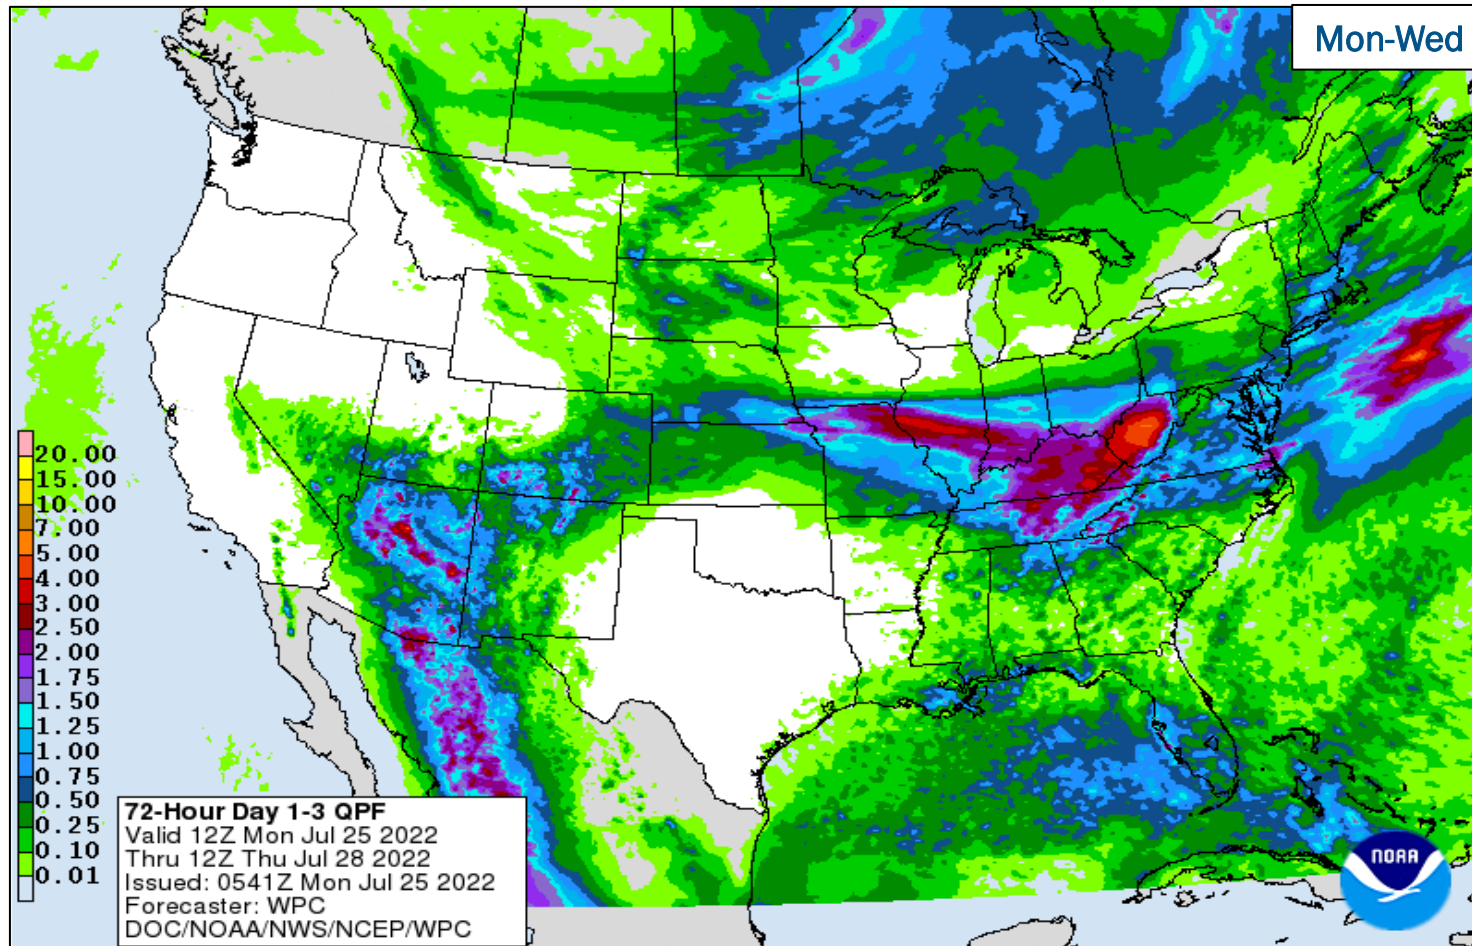 Mon-Wed
20.00
15.00
10.00
7.00
5.00
4.00
3.00
2.50
2.00
1.75
1.50
1.25
1.00
0.75
0.50
0.25
0.10
0.01
72-Hour Day 1-3 QPF
Valid 12Z Mon Jul 25 2022
Thru 12Z Thu Jul 28 2022
Issued: 0541Z Mon Jul 25 2022
Forecaster: WPC
DOC/NOAA/NWS/NCEP/WPC
NOAA